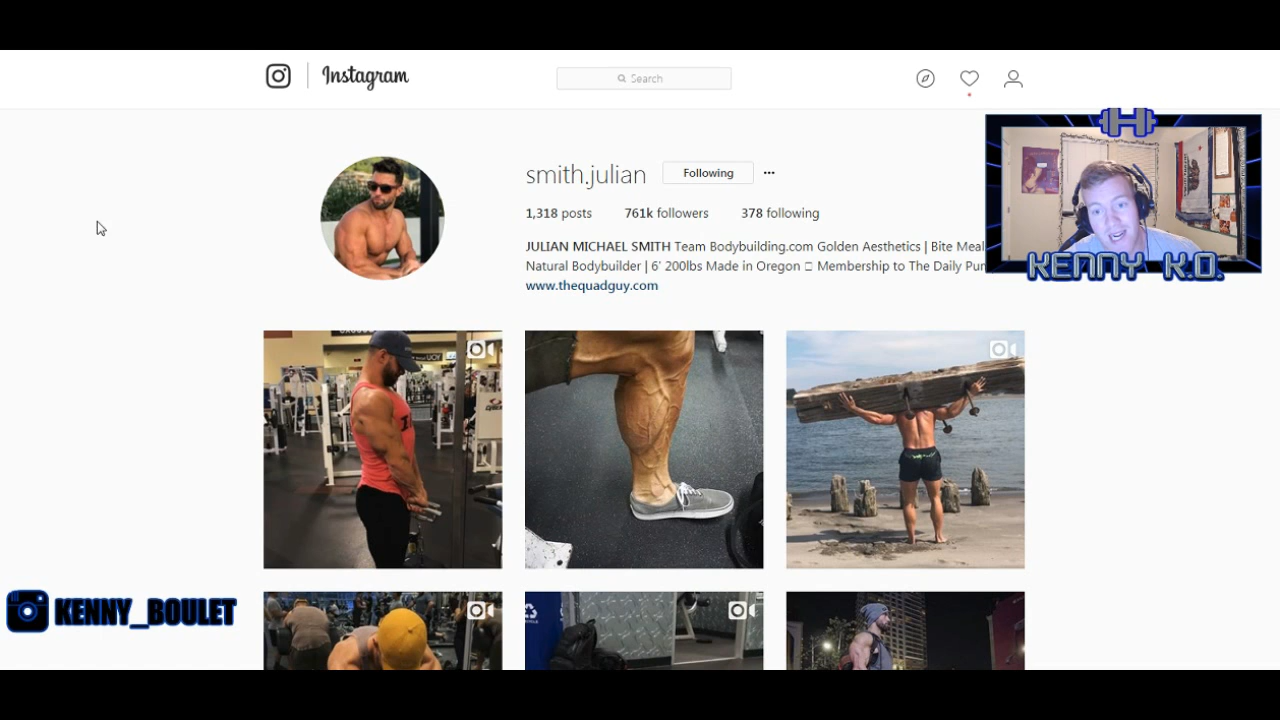 Instagram
Search
smith.julian Following
1,318 posts 761k followers 378 following
JULIAN MICHAEL SMITH Team Bodybuilding.com Golden Aesthetics | Bite Meal
Natural Bodybuilder | 6' 200lbs Made in Oregon □ Membership to The Daily Pum
www.thequadguy.com
KENNY K.O.
KENNY_BOULET